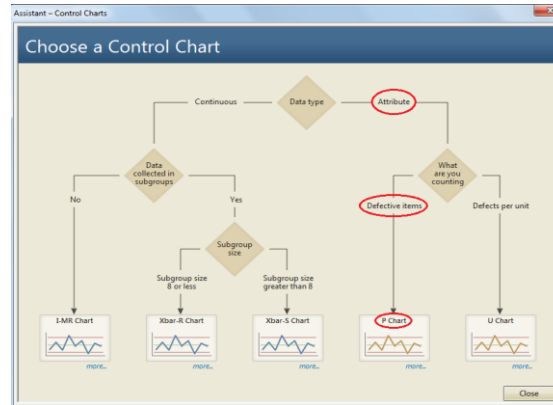 Assistant – Control Charts
Choose a Control Chart
Continuous
Data type
Attribute
Data
collected in
subgroups
What
are you
counting
No
Yes
Defective items
Defects per unit
Subgroup
size
Subgroup size
8 or less
Subgroup size
greater than 8
I-MR Chart
Xbar-R Chart
Xbar-S Chart
P Chart
U Chart
more...
more...
more...
more...
more...
Close